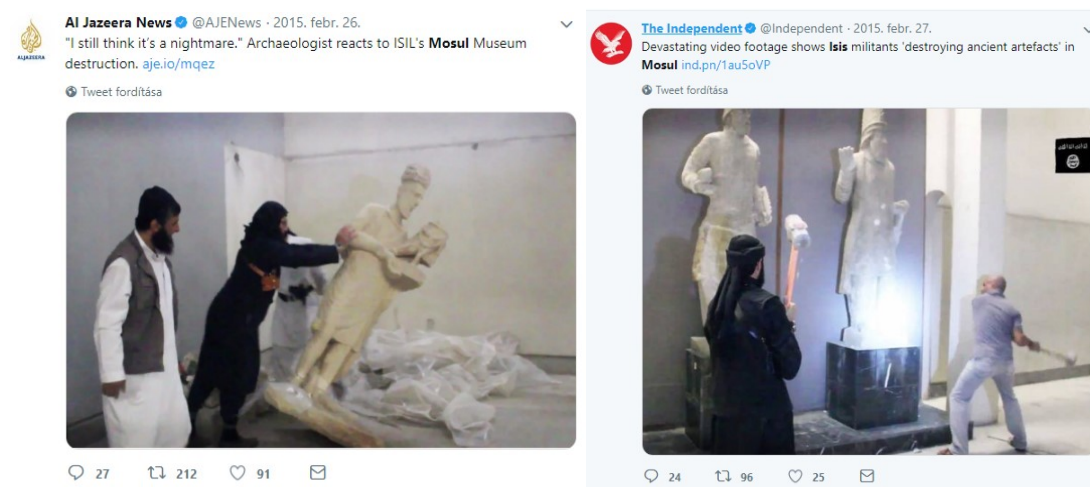 Al Jazeera News @AJENews · 2015. febr. 26.
"I still think it's a nightmare." Archaeologist reacts to ISIL's Mosul Museum
destruction. aje.io/mqez
Tweet fordítása
ALJAZEERA
27 212 91
The Independent @Independent · 2015. febr. 27.
Devastating video footage shows Isis militants 'destroying ancient artefacts' in
Mosul ind.pn/1au5oVP
Tweet fordítása
24 96 25